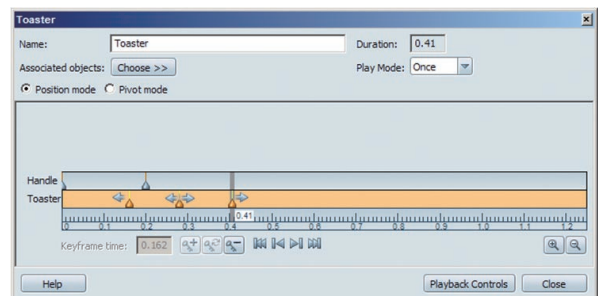 Toaster
Name: Toaster Duration: 0.41
Associated objects: Choose >> Play Mode: Once
Position mode Pivot mode
Handle
Toaster
0.41
0 0.1 0.2 0.3 0.4 0.5 0.6 0.7 0.8 0.9 1.0 1.1 1.2
Keyframe time: 0.162
Help Playback Controls Close